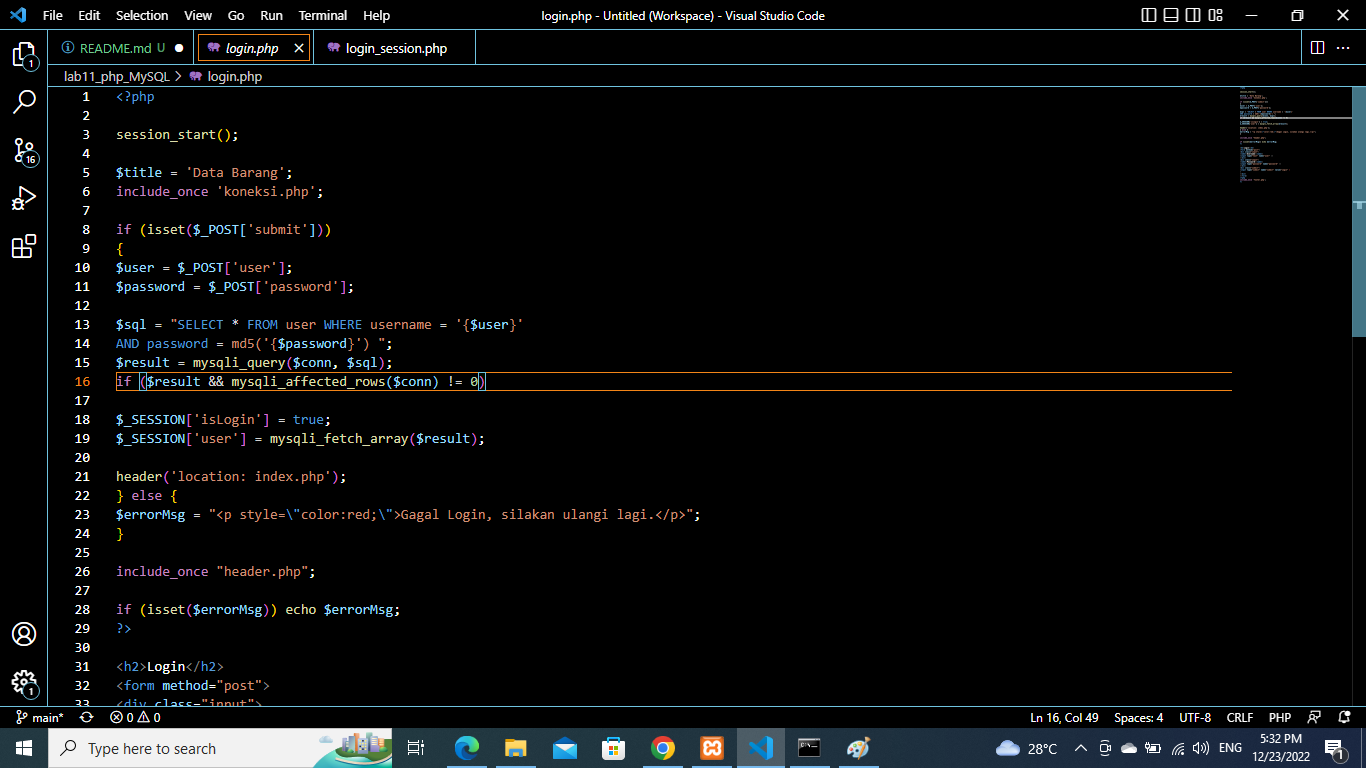 File Edit Selection View Go Run Terminal Help login.php - Untitled (Workspace) - Visual Studio Code
README.md U login.php login_session.php
lab11_php_MySQL > login.php
1 <?php
2
3 session_start();
4
5 $title = 'Data Barang';
6 include_once 'koneksi.php';
7
8 if (isset($_POST['submit']))
9 {
10 $user = $_POST['user'];
11 $password = $_POST['password'];
12
13 $sql = "SELECT * FROM user WHERE username = '{$user}'
14 AND password = md5('{$password}') ";
15 $result = mysqli_query($conn, $sql);
16 if ($result && mysqli_affected_rows($conn) != 0)
17
18 $_SESSION['isLogin'] = true;
19 $_SESSION['user'] = mysqli_fetch_array($result);
20
21 header('location: index.php');
22 } else {
23 $errorMsg = "<p style=\"color:red;\">Gagal Login, silakan ulangi lagi.</p>";
24 }
25
26 include_once "header.php";
27
28 if (isset($errorMsg)) echo $errorMsg;
29 ?>
30
31 <h2>Login</h2>
32 <form method="post">
33 <div class="input">
1
16
1
main* 0 0 Ln 16, Col 49 Spaces: 4 UTF-8 CRLF PHP
Type here to search 28°C ENG 5:32 PM 12/23/2022 1